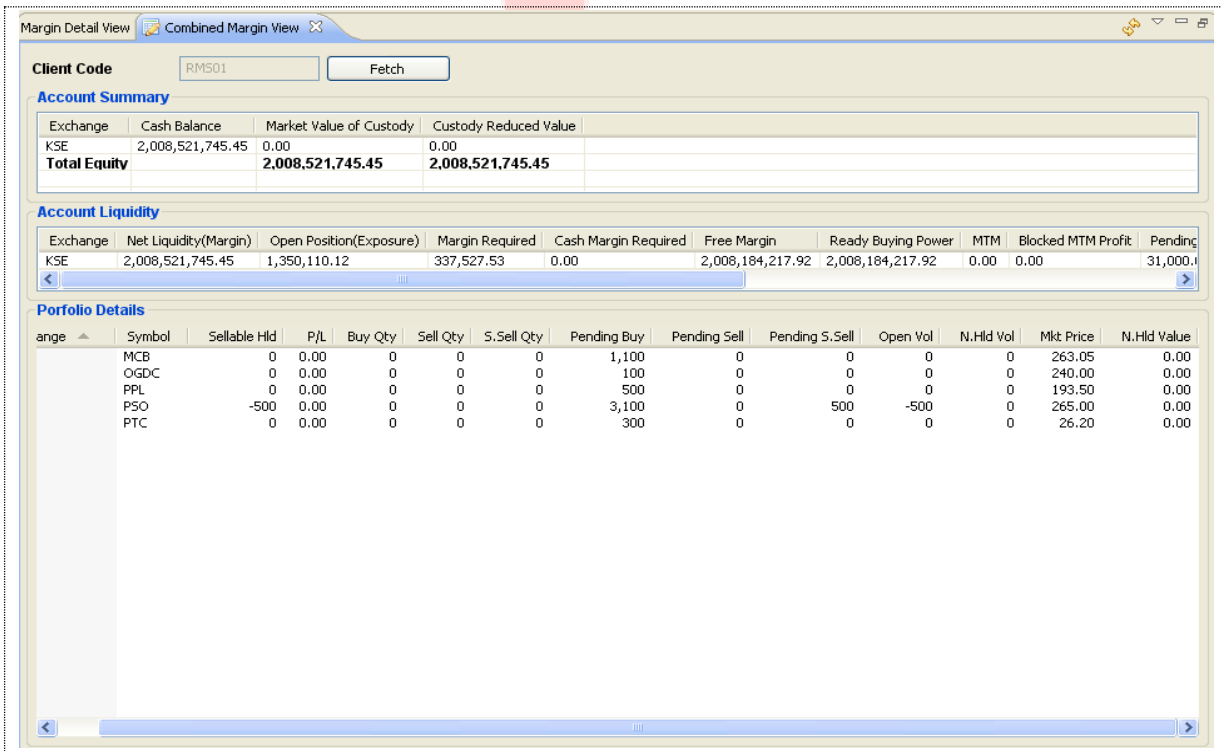 Margin Detail View Combined Margin View
Client Code RMS01 Fetch
Account Summary
Exchange Cash Balance Market Value of Custody Custody Reduced Value
KSE 2,008,521,745.45 0.00 0.00
Total Equity 2,008,521,745.45 2,008,521,745.45
Account Liquidity
Exchange Net Liquidity(Margin) Open Position(Exposure) Margin Required Cash Margin Required Free Margin Ready Buying Power MTM Blocked MTM Profit Pending
KSE 2,008,521,745.45 1,350,110.12 337,527.53 0.00 2,008,184,217.92 2,008,184,217.92 0.00 0.00 31,000.
Porfolio Details
ange Symbol Sellable Hld P/L Buy Qty Sell Qty S.Sell Qty Pending Buy Pending Sell Pending S.Sell Open Vol N.Hld Vol Mkt Price N.Hld Value
MCB 0 0.00 0 0 0 1,100 0 0 0 0 263.05 0.00
OGDC 0 0.00 0 0 0 100 0 0 0 0 240.00 0.00
PPL 0 0.00 0 0 0 500 0 0 0 0 193.50 0.00
PSO -500 0.00 0 0 0 3,100 0 500 -500 0 265.00 0.00
PTC 0 0.00 0 0 0 300 0 0 0 0 26.20 0.00